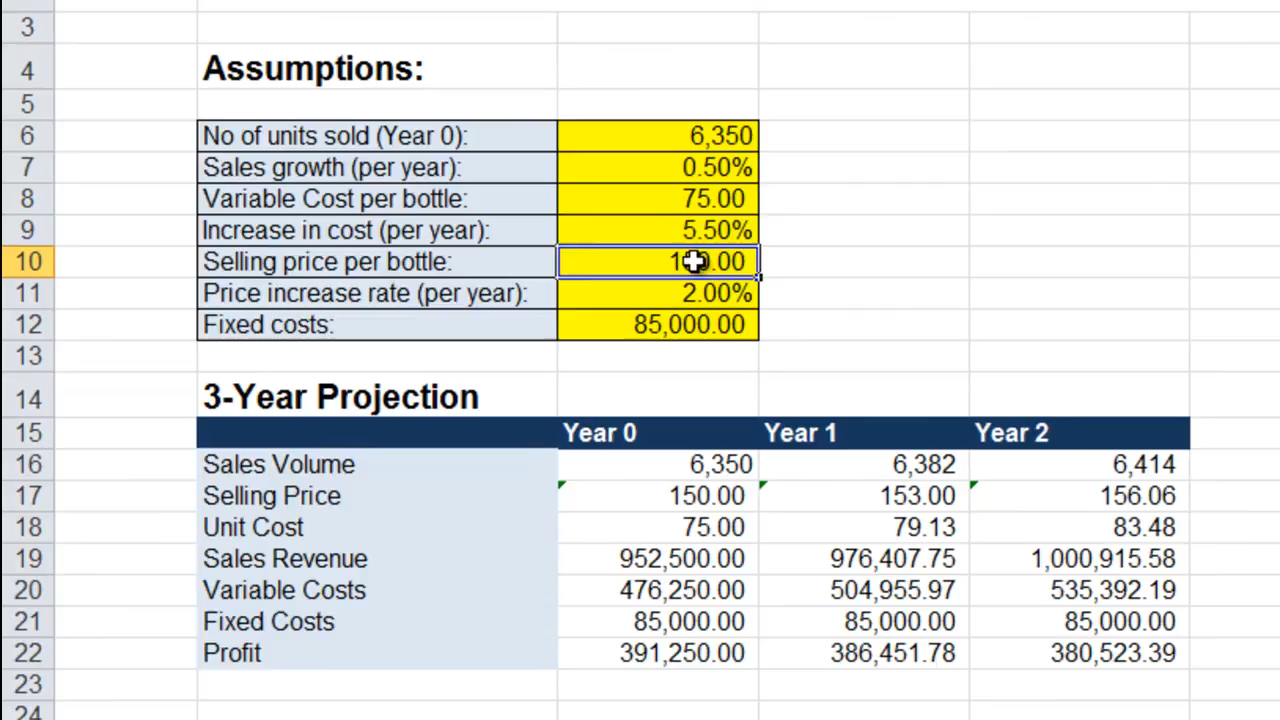 3
4 Assumptions:
5
6 No of units sold (Year 0): 6,350
7 Sales growth (per year): 0.50%
8 Variable Cost per bottle: 75.00
9 Increase in cost (per year): 5.50%
10 Selling price per bottle:
11 Price increase rate (per year): 2.00%
12 Fixed costs: 85,000.00
13
14 3-Year Projection
15 Year 0 Year 1 Year 2
16 Sales Volume 6,350 6,382 6,414
17 Selling Price 150.00 153.00 156.06
18 Unit Cost 75.00 79.13 83.48
19 Sales Revenue 952,500.00 976,407.75 1,000,915.58
20 Variable Costs 476,250.00 504,955.97 535,392.19
21 Fixed Costs 85,000.00 85,000.00 85,000.00
22 Profit 391,250.00 386,451.78 380,523.39
23
24